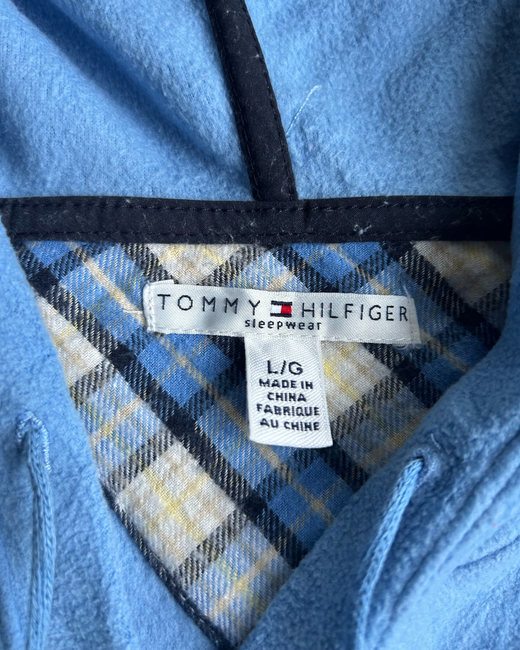 TOMMY HILFIGER
sleepwear
L/G
MADE IN
CHINA
FABRIQUE
AU CHINE